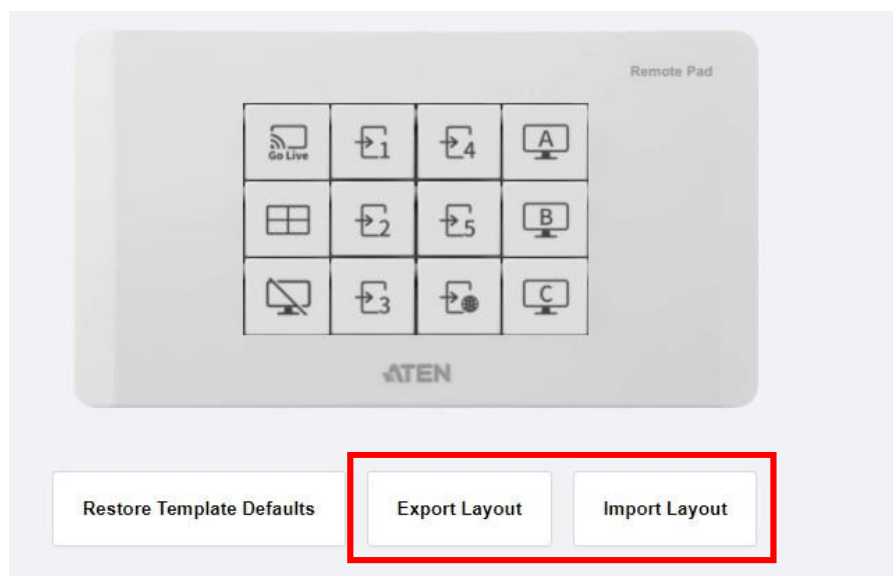 Remote Pad
Go Live
1
4
A
2
5
B
3
C
ATEN
Restore Template Defaults
Export Layout
Import Layout